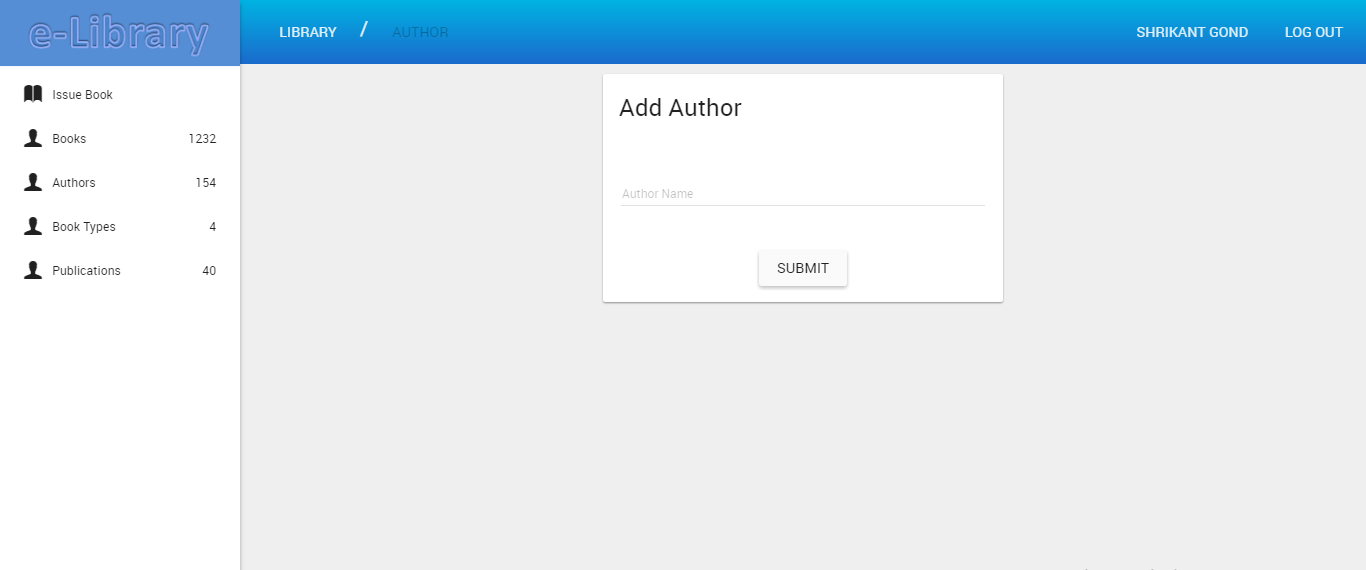 e-Library
LIBRARY / AUTHOR
SHRIKANT GOND
LOG OUT
Issue Book
Books 1232
Authors 154
Book Types 4
Publications 40
Add Author
Author Name
SUBMIT